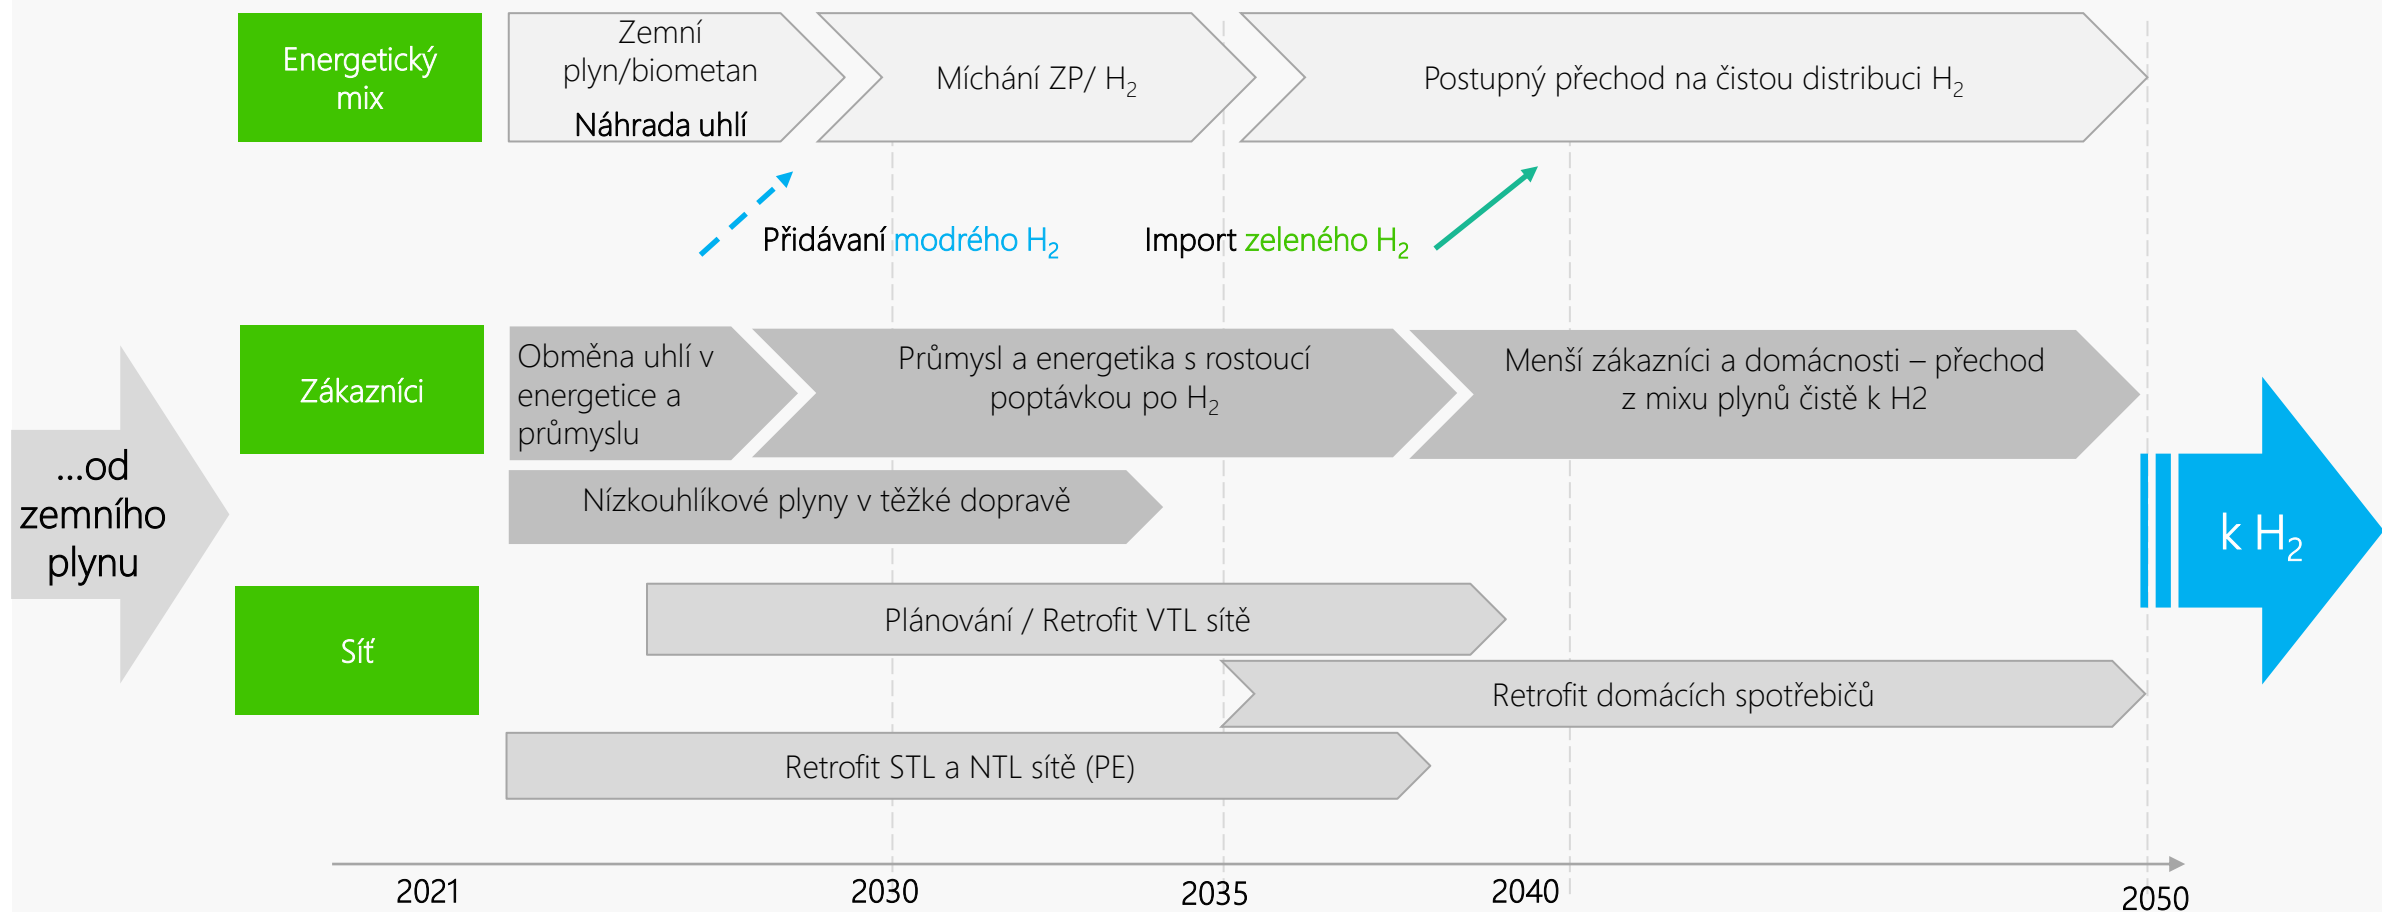 Energetický
mix
Zemní
plyn/biometan
Náhrada uhlí
Míchání ZP/ H₂
Postupný přechod na čistou distribuci H₂
Přidávaní modrého H₂
Import zeleného H₂
Zákazníci
Obměna uhlí v
energetice a
průmyslu
Průmysl a energetika s rostoucí
poptávkou po H₂
Menší zákazníci a domácnosti – přechod
z mixu plynů čistě k H2
Nízkouhlíkové plyny v těžké dopravě
...od
zemního
plynu
k H₂
Síť
Plánování / Retrofit VTL sítě
Retrofit domácích spotřebičů
Retrofit STL a NTL sítě (PE)
2021
2030
2035
2040
2050